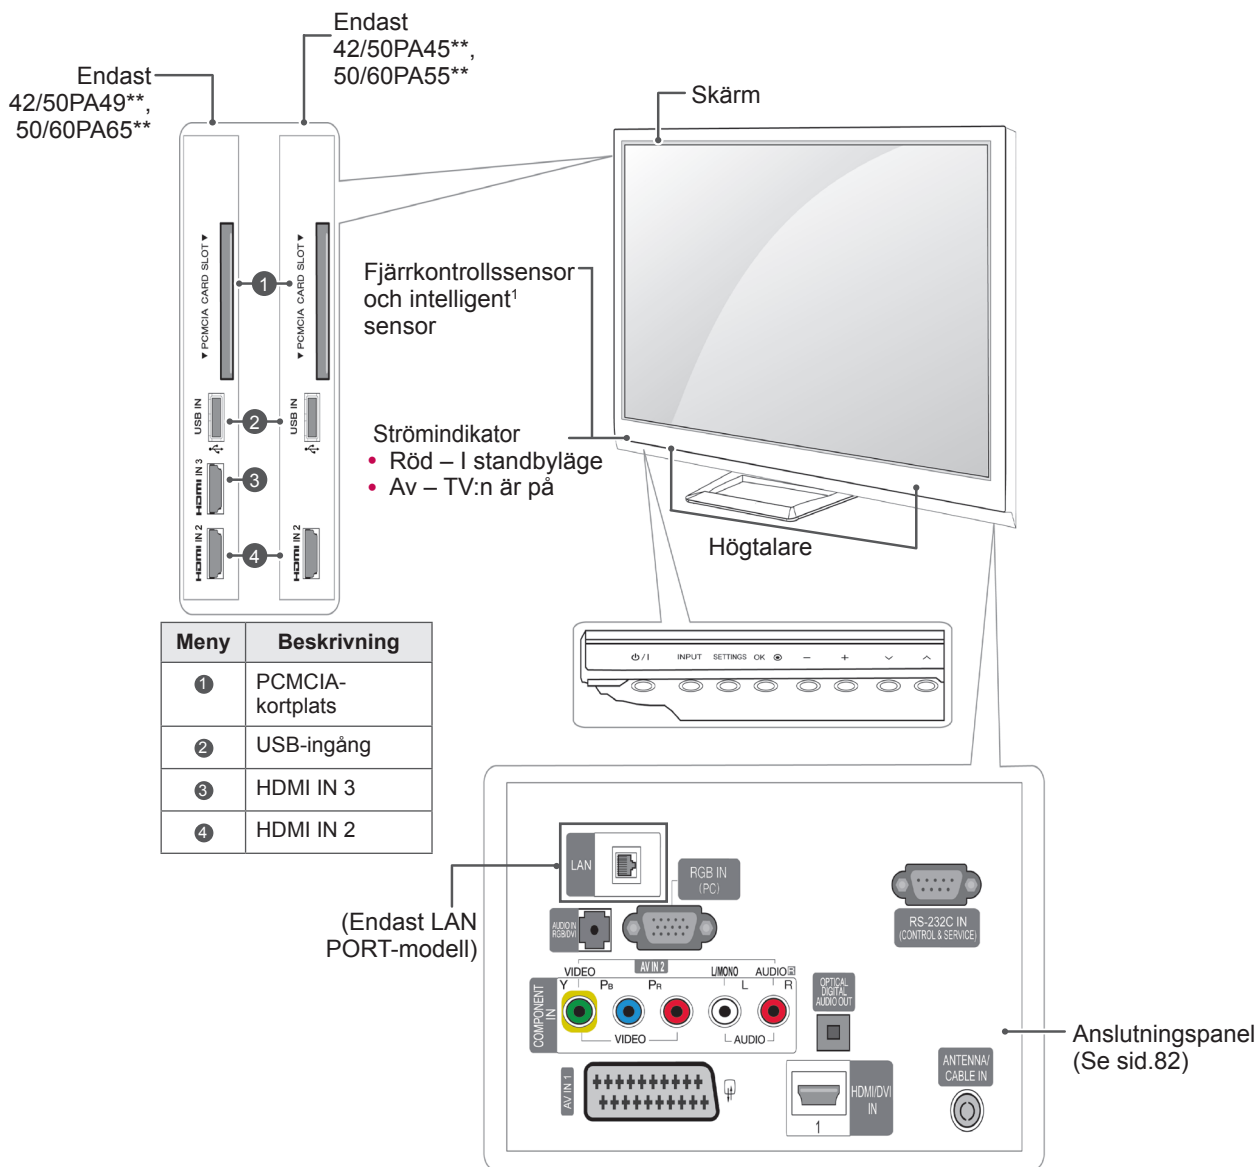 Endast
42/50PA45**,
50/60PA55**
Endast
42/50PA49**,
50/60PA65**
Skärm
▼PCMCIA CARD SLOT▼
▼PCMCIA CARD SLOT▼
1
USB IN
USB IN
2
HDMI IN 3
3
HDMI IN 2
HDMI IN 2
4
Fjärrkontrollssensor
och intelligent1
sensor
Strömindikator
• Röd – I standbyläge
• Av – TV:n är på
Högtalare
Meny Beskrivning
1 PCMCIA-
kortplats
2 USB-ingång
3 HDMI IN 3
4 HDMI IN 2
⏻/I INPUT SETTINGS OK ⦿ − +
LAN
(Endast LAN
PORT-modell)
RGB IN
(PC)
AUDIO IN
RGB/DVI
RS-232C IN
(CONTROL & SERVICE)
AV IN 2
VIDEO L/MONO AUDIO R
Y PB PR L R
COMPONENT
IN
VIDEO AUDIO
OPTICAL
DIGITAL
AUDIO OUT
AV IN 1
HDMI/DVI
IN
1
ANTENNA/
CABLE IN
Anslutningspanel
(Se sid.82)